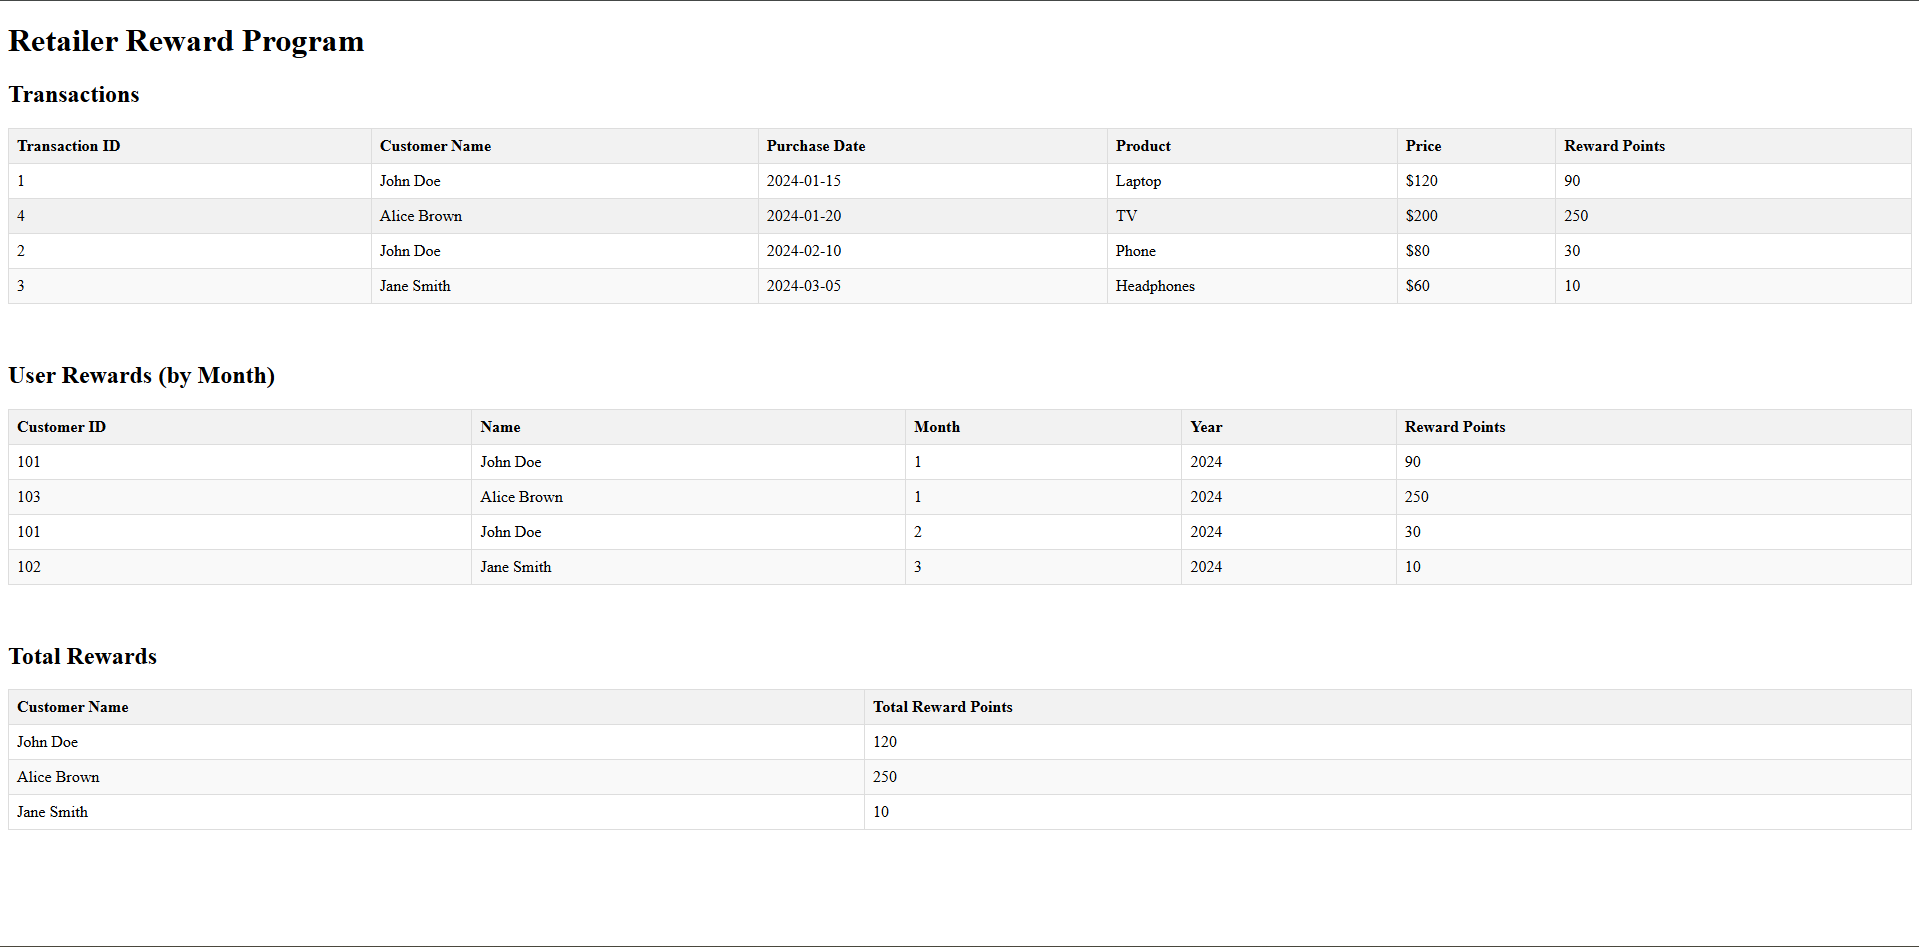 Retailer Reward Program
Transactions
Transaction ID Customer Name Purchase Date Product Price Reward Points
1 John Doe 2024-01-15 Laptop $120 90
4 Alice Brown 2024-01-20 TV $200 250
2 John Doe 2024-02-10 Phone $80 30
3 Jane Smith 2024-03-05 Headphones $60 10
User Rewards (by Month)
Customer ID Name Month Year Reward Points
101 John Doe 1 2024 90
103 Alice Brown 1 2024 250
101 John Doe 2 2024 30
102 Jane Smith 3 2024 10
Total Rewards
Customer Name Total Reward Points
John Doe 120
Alice Brown 250
Jane Smith 10